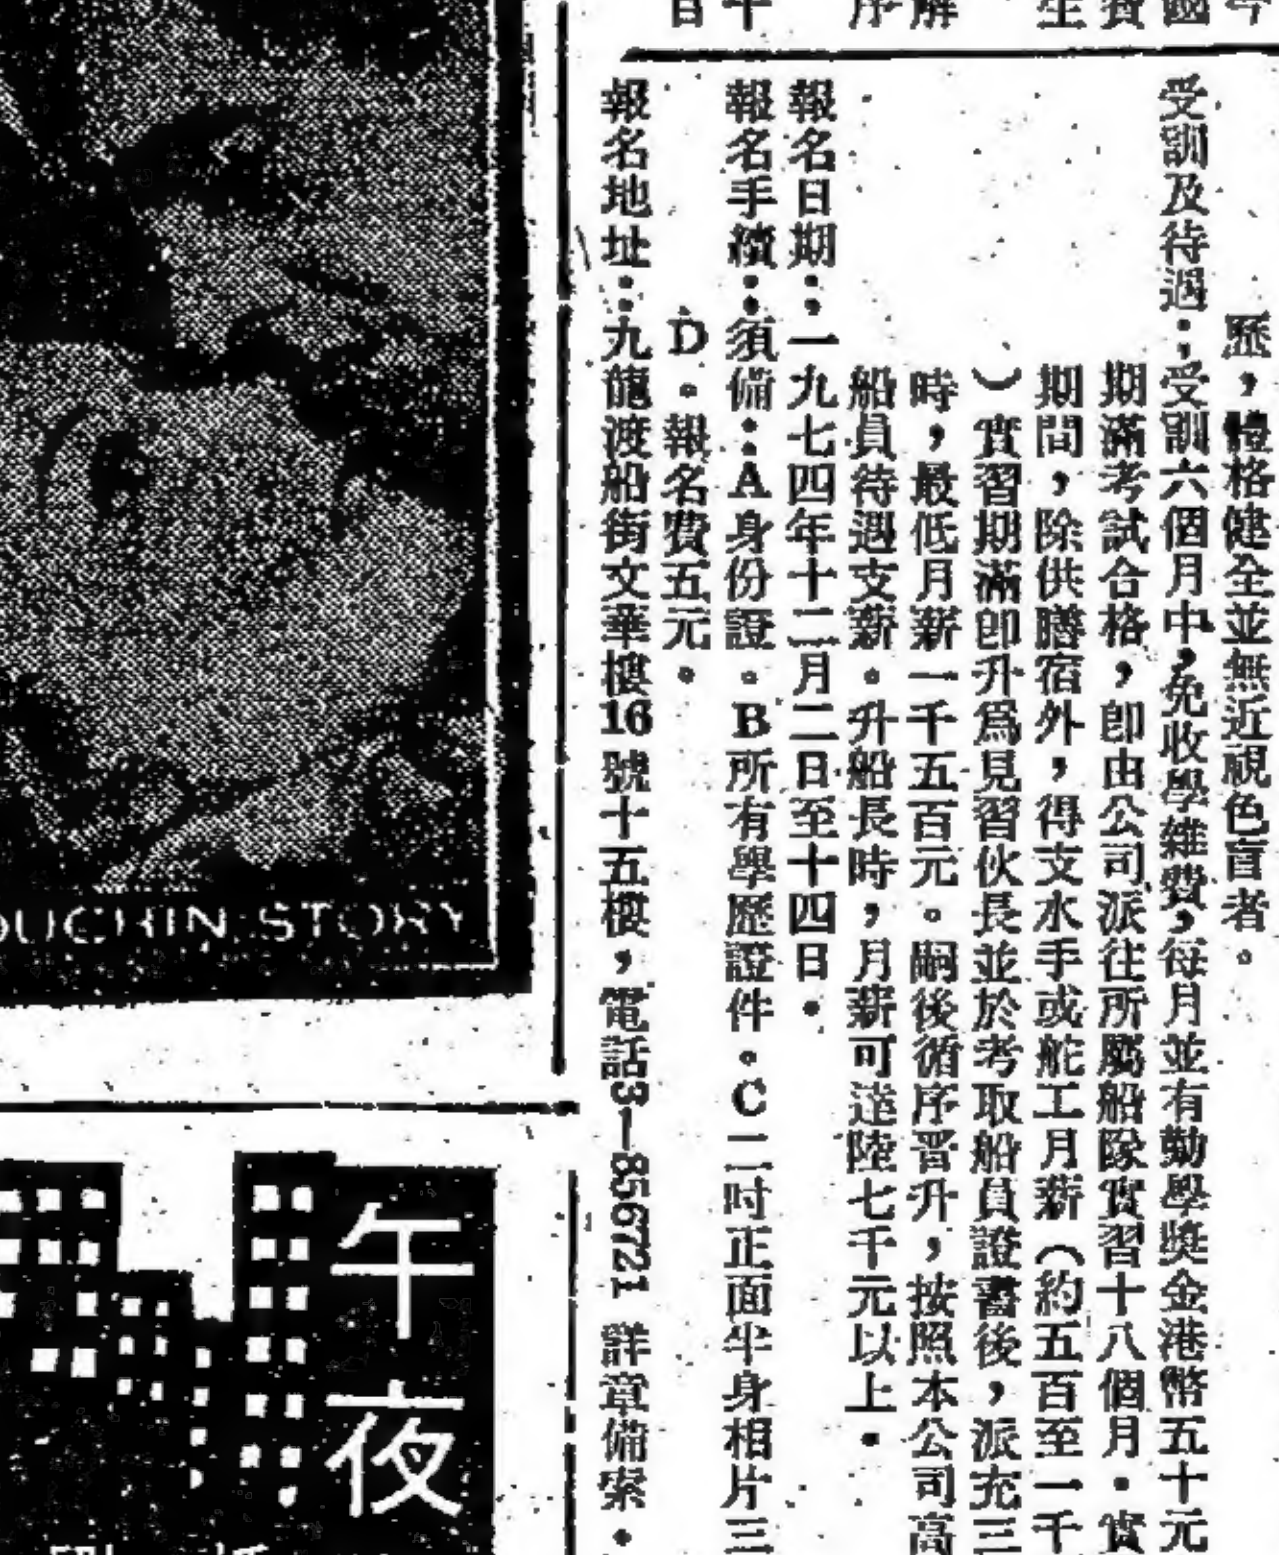 歷，體格健全並無近視色盲者。
受訓及待遇：受訓六個月中，免收學雜費，每月並有勤學奬金港幣五十元
期滿考試合格，卽由公司派往所屬船隊實習十八個月．實
期間，除供膳宿外，得支水手或舵工月薪（約五百至一千
）實習期滿卽升爲見習伙長並於考取船員證書後，派充三
時，最低月薪一千五百元。嗣後循序晋升，按照本公司高
船員待遇支薪。升船長時，月薪可達陸七千元以上．
報名日期：一九七四年十二月二日至十四日．
報名手續：須備：A身份證。B所有學歷證件。C二吋正面半身相片三
D。報名費五元。
報名地址：九龍渡船街文華樓16號十五樓，電話3—856721 詳章備索．
OUCHIN STORY
午夜